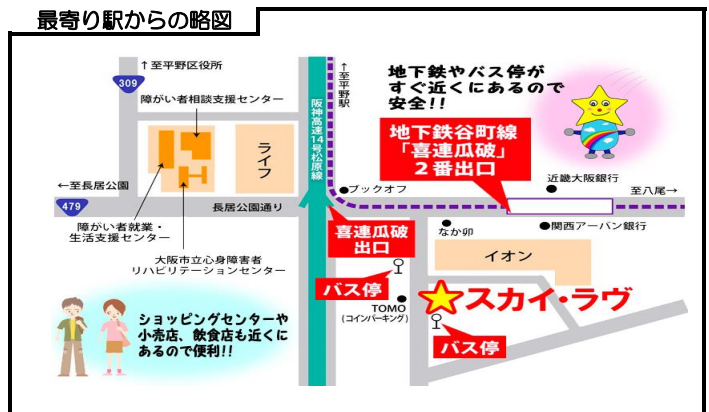 最寄り駅からの略図
↑至平野区役所
309
障がい者相談支援センター
ライフ
阪神高速14号松原線
↑至平野駅
地下鉄やバス停が
すぐ近くにあるので
安全!!
地下鉄谷町線
「喜連瓜破」
2番出口
近畿大阪銀行
至八尾→
←至長居公園
479
長居公園通り
●ブックオフ
喜連瓜破
出口
なか卯
●関西アーバン銀行
障がい者就業・
生活支援センター
大阪市立心身障害者
リハビリテーションセンター
イオン
バス停
スカイ・ラヴ
TOMO
(コインパーキング)
バス停
ショッピングセンターや
小売店、飲食店も近くに
あるので便利!!